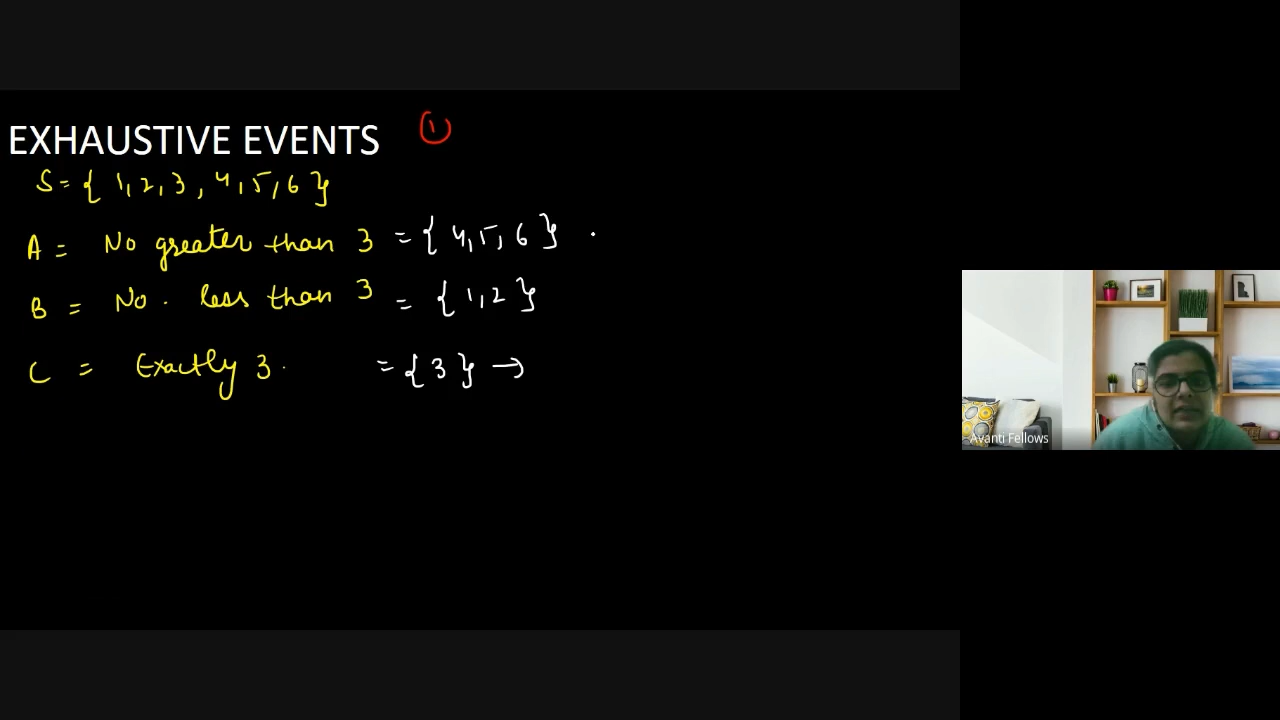 EXHAUSTIVE EVENTS ①
S = { 1, 2, 3, 4, 5, 6 }
A = No greater than 3 = { 4, 5, 6 } .
B = No. less than 3 = { 1, 2 }
C = Exactly 3. = { 3 } →
Avanti Fellows